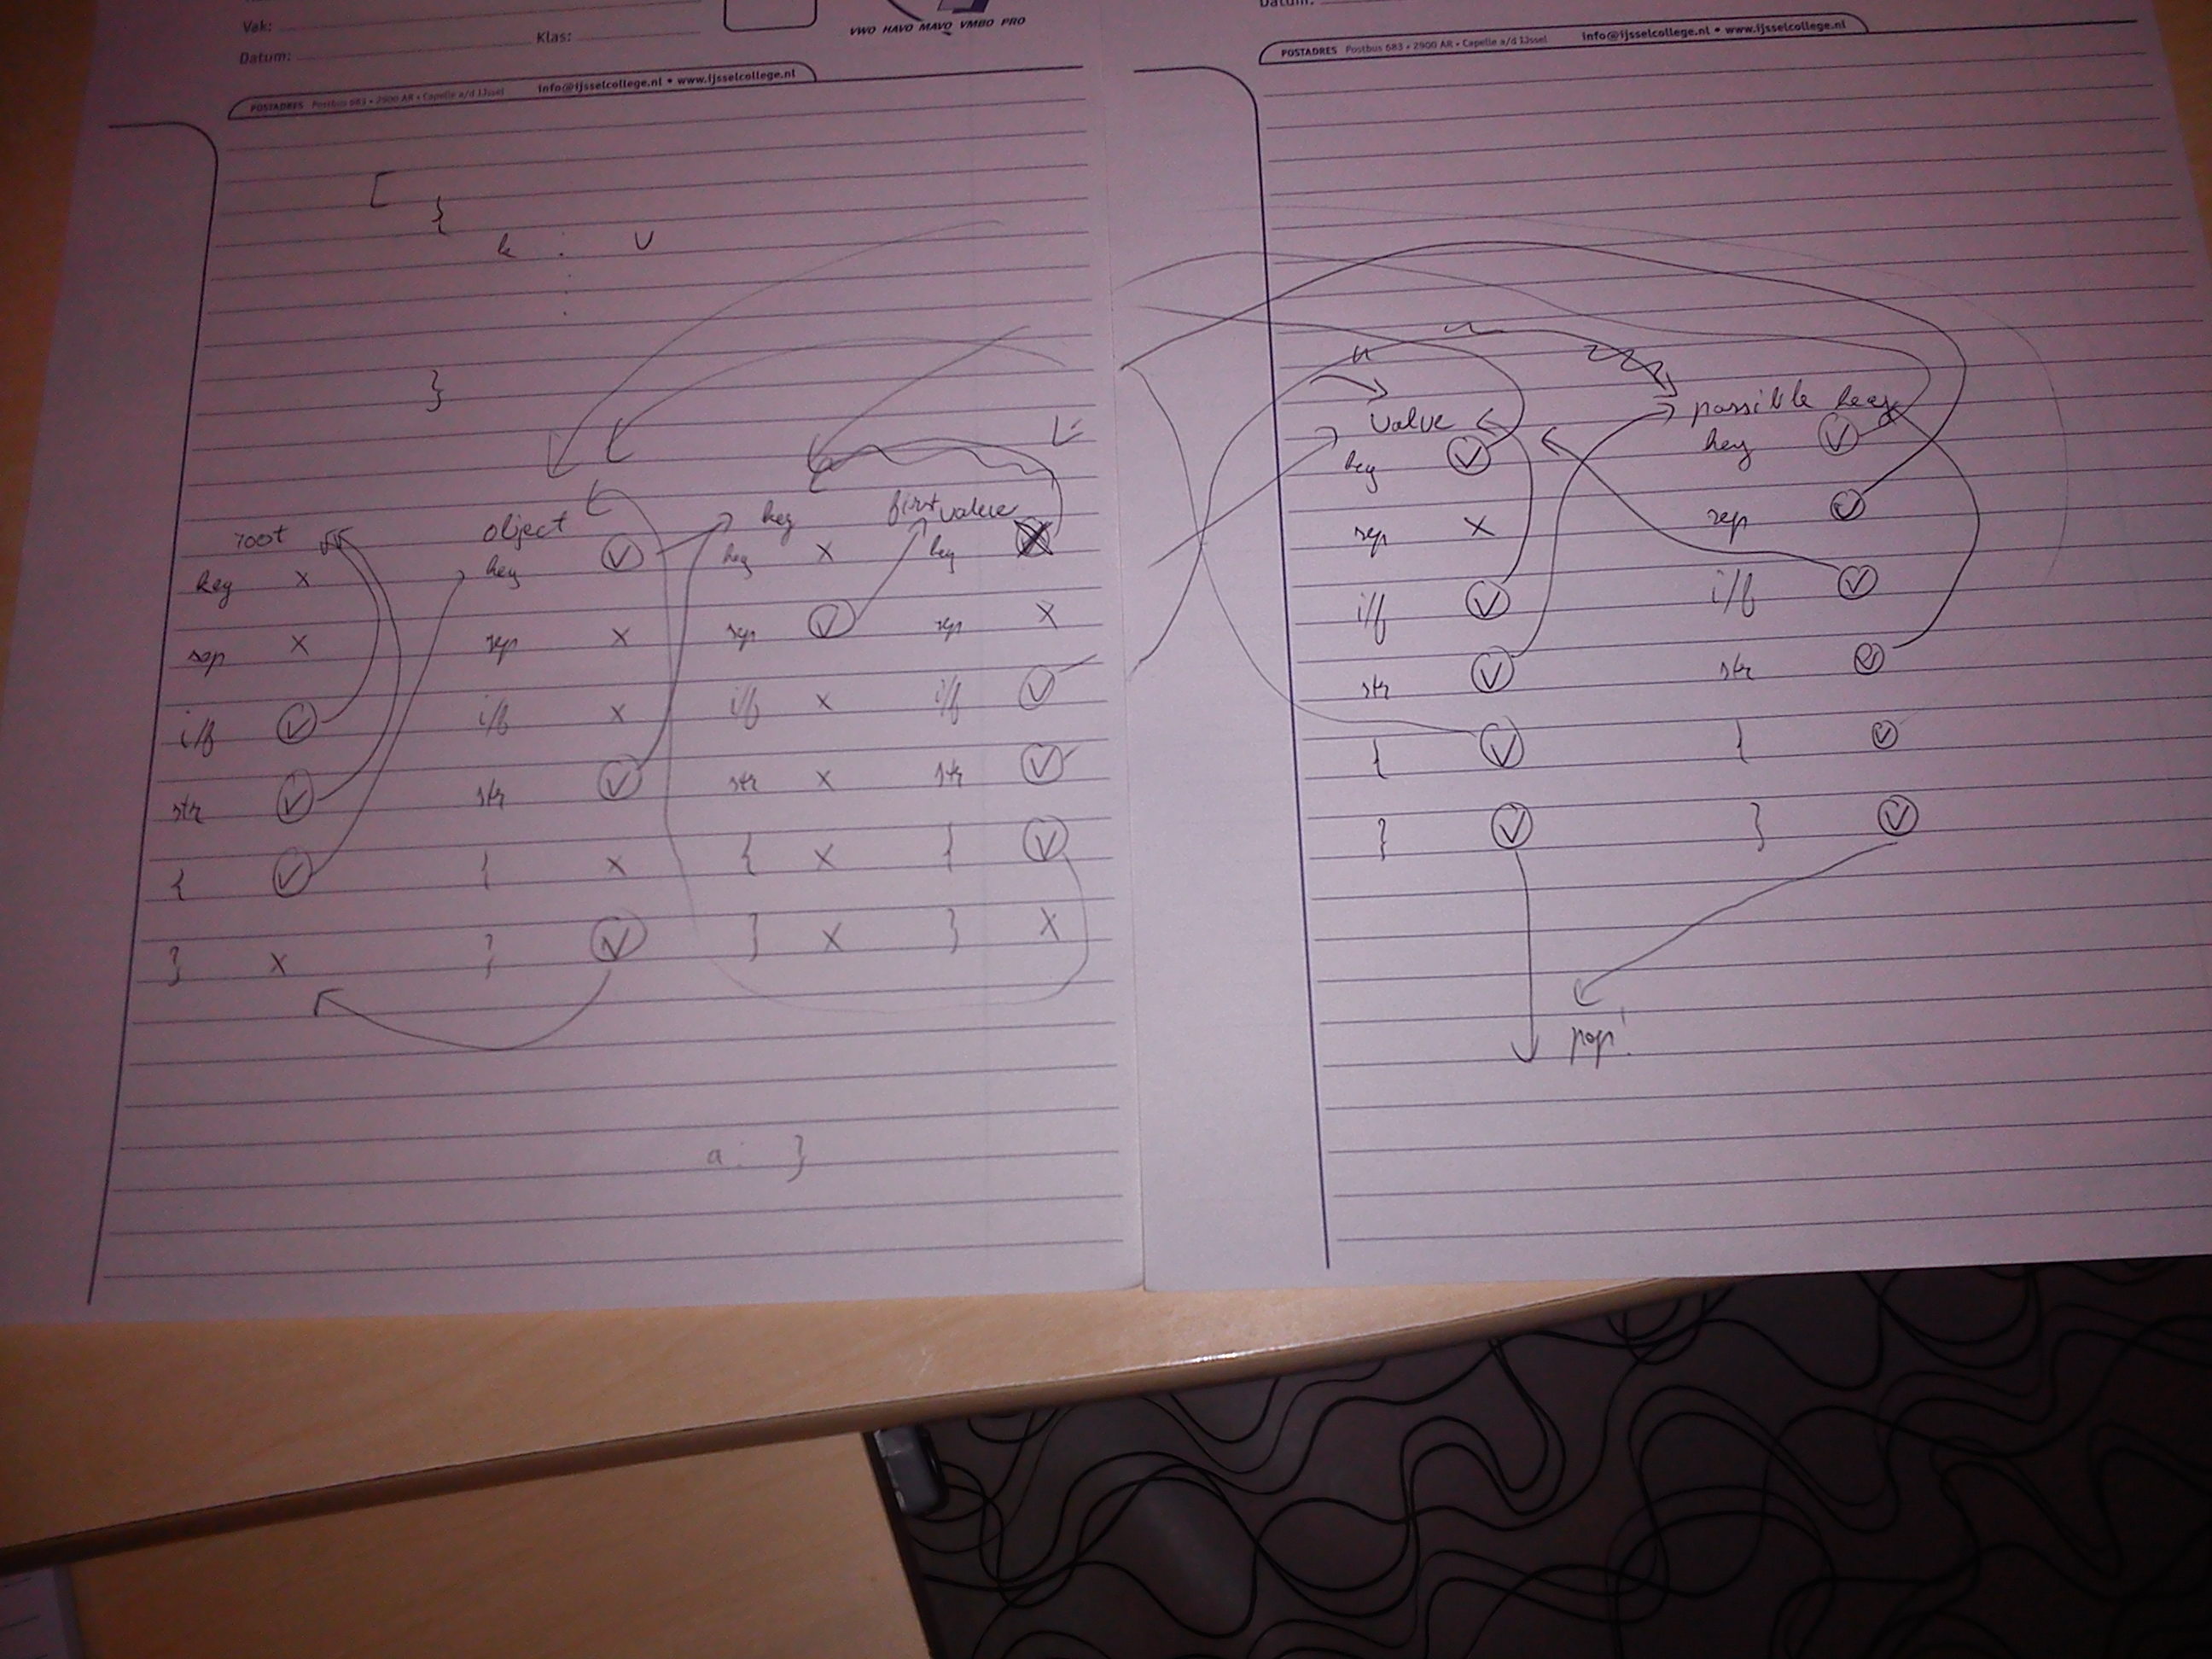 Vak:
Klas:
Datum:
VWO HAVO MAVO VMBO PRO
POSTADRES Postbus 683 • 2900 AR • Capelle a/d IJssel info@ijsselcollege.nl • www.ijsselcollege.nl
[
{
k : v
}
root object key first value
key x key v key x key
sep x sep x sep v sep x
i/f v i/f x i/f x i/f v
str v str v str x str v
{ v { x { x { v
} x } v } x } x
a: }
Datum:
POSTADRES Postbus 683 • 2900 AR • Capelle a/d IJssel info@ijsselcollege.nl • www.ijsselcollege.nl
value possible key
key v key v
sep x sep v
i/f v i/f v
str v str v
{ v { v
} v } v
pop!